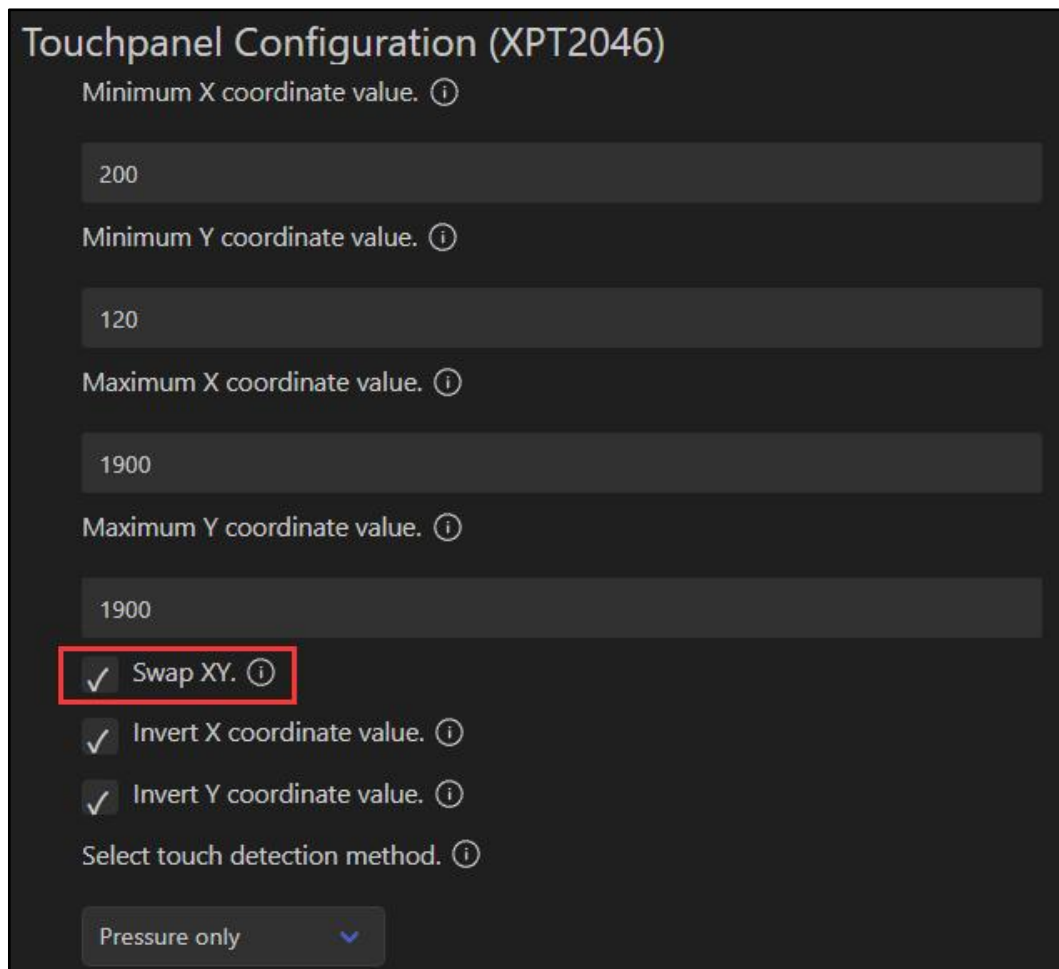 Touchpanel Configuration (XPT2046)
Minimum X coordinate value.
200
Minimum Y coordinate value.
120
Maximum X coordinate value.
1900
Maximum Y coordinate value.
1900
Swap XY.
Invert X coordinate value.
Invert Y coordinate value.
Select touch detection method.
Pressure only